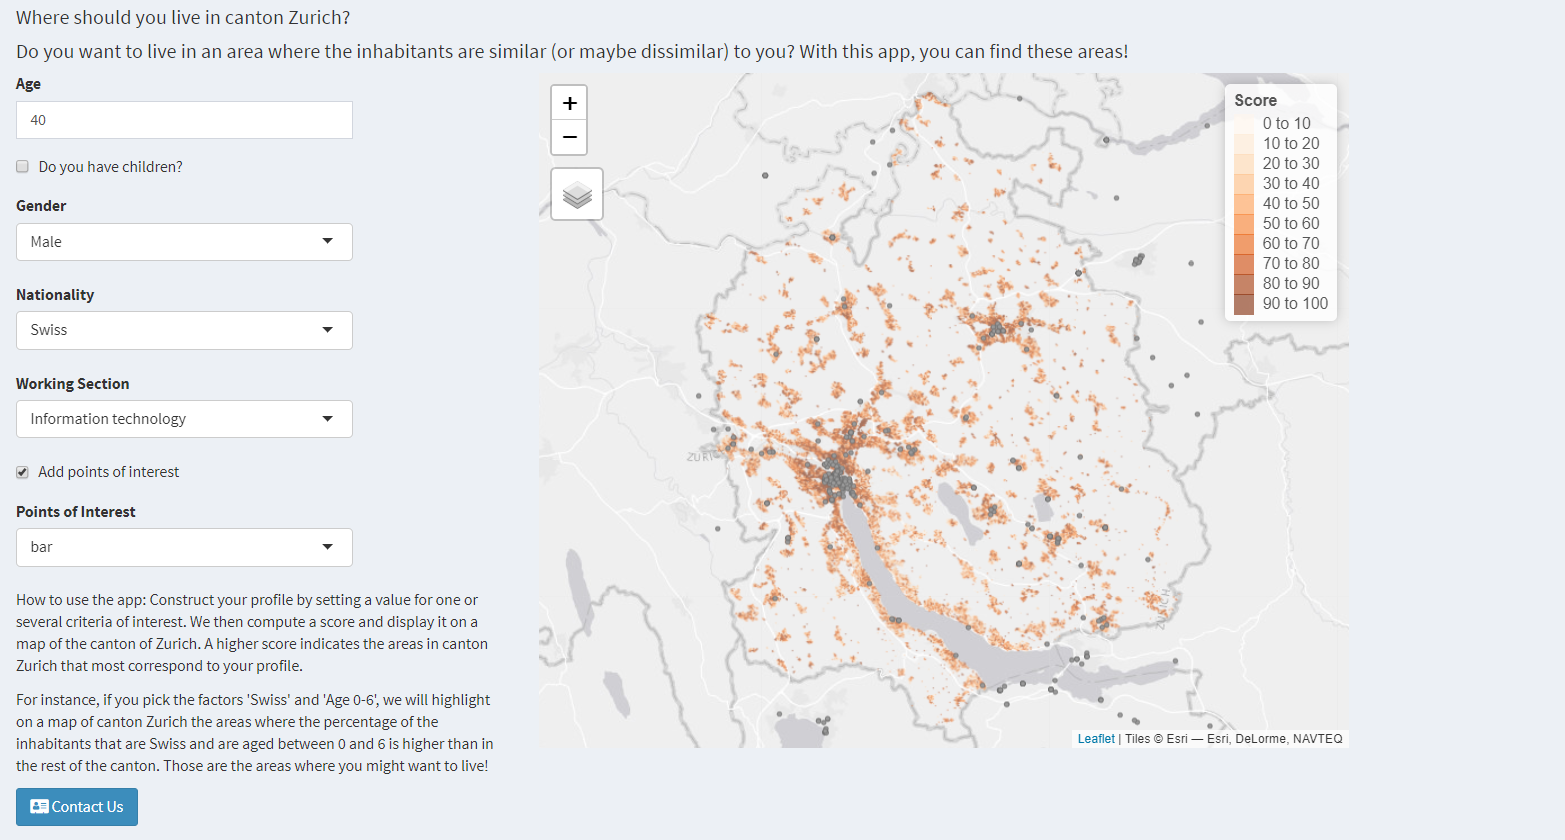 Where should you live in canton Zurich?
Do you want to live in an area where the inhabitants are similar (or maybe dissimilar) to you? With this app, you can find these areas!
Age
40
Do you have children?
Gender
Male
Nationality
Swiss
Working Section
Information technology
Add points of interest
Points of Interest
bar
How to use the app: Construct your profile by setting a value for one or
several criteria of interest. We then compute a score and display it on a
map of the canton of Zurich. A higher score indicates the areas in canton
Zurich that most correspond to your profile.
For instance, if you pick the factors 'Swiss' and 'Age 0-6', we will highlight
on a map of canton Zurich the areas where the percentage of the
inhabitants that are Swiss and are aged between 0 and 6 is higher than in
the rest of the canton. Those are the areas where you might want to live!
Contact Us
+
−
Score
0 to 10
10 to 20
20 to 30
30 to 40
40 to 50
50 to 60
60 to 70
70 to 80
80 to 90
90 to 100
Leaflet | Tiles © Esri — Esri, DeLorme, NAVTEQ